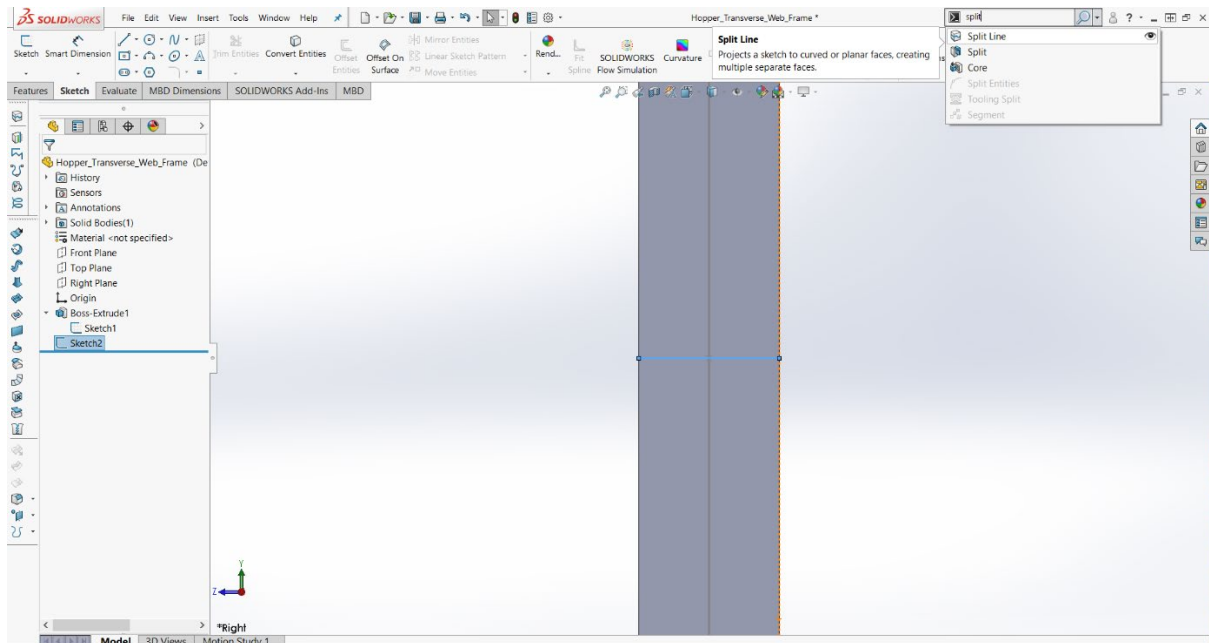 SOLIDWORKS File Edit View Insert Tools Window Help Hopper_Transverse_Web_Frame * split
Sketch Smart Dimension Trim Entities Convert Entities Offset Entities Offset On Surface Mirror Entities Linear Sketch Pattern Move Entities Rend... Fit Spline SOLIDWORKS Flow Simulation Curvature
Split Line
Projects a sketch to curved or planar faces, creating
multiple separate faces.
Split Line
Split
Core
Split Entities
Tooling Split
Segment
Features Sketch Evaluate MBD Dimensions SOLIDWORKS Add-Ins MBD
Hopper_Transverse_Web_Frame (De
History
Sensors
Annotations
Solid Bodies(1)
Material <not specified>
Front Plane
Top Plane
Right Plane
Origin
Boss-Extrude1
Sketch1
Sketch2
Y
Z
*Right
Model 3D Views Motion Study 1